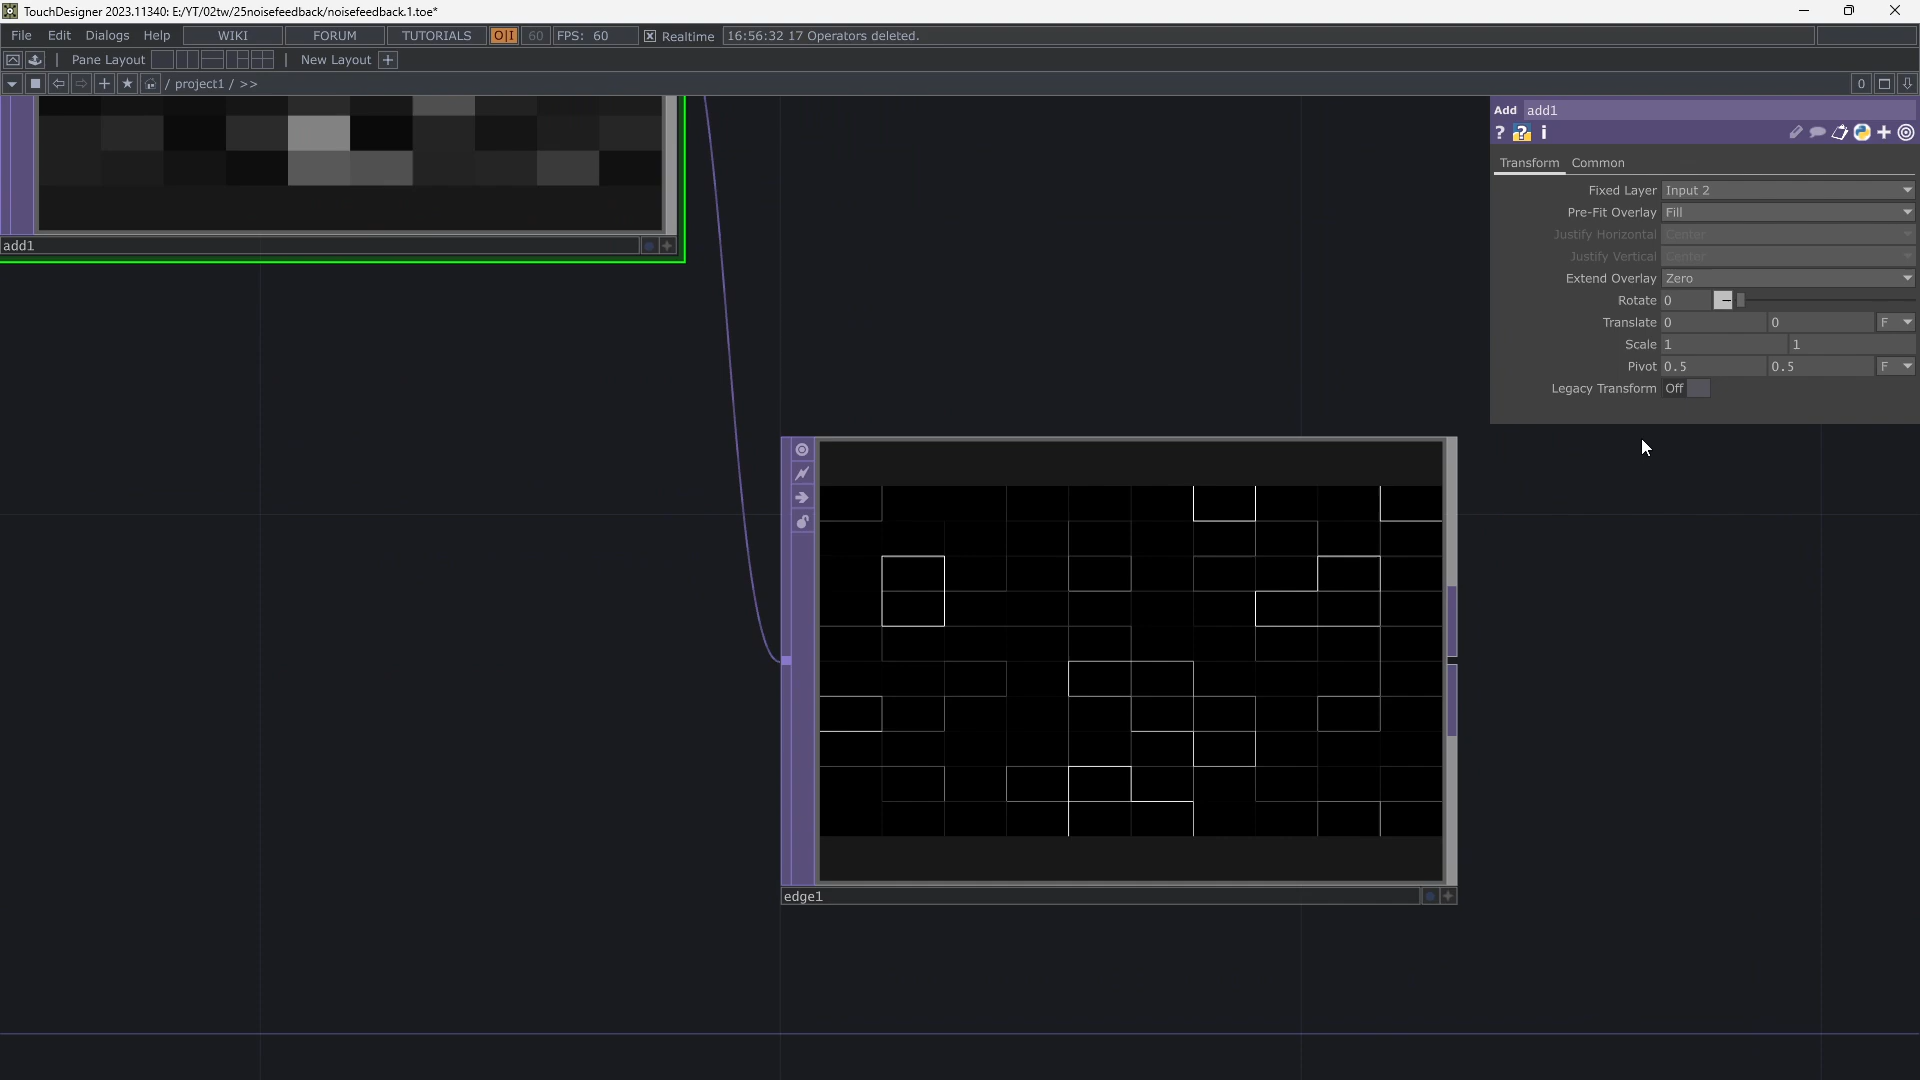 TouchDesigner 2023.11340: E:/YT/02tw/25noisefeedback/noisefeedback.1.toe*
File Edit Dialogs Help WIKI FORUM TUTORIALS O|I 60 FPS: 60 Realtime 16:56:32 17 Operators deleted.
Pane Layout New Layout +
/ project1 / >> 0
Add add1
? ? i
Transform Common
Fixed Layer Input 2
Pre-Fit Overlay Fill
Justify Horizontal Center
Justify Vertical Center
Extend Overlay Zero
Rotate 0
Translate 0 0 F
Scale 1 1
Pivot 0.5 0.5 F
Legacy Transform Off
add1
edge1